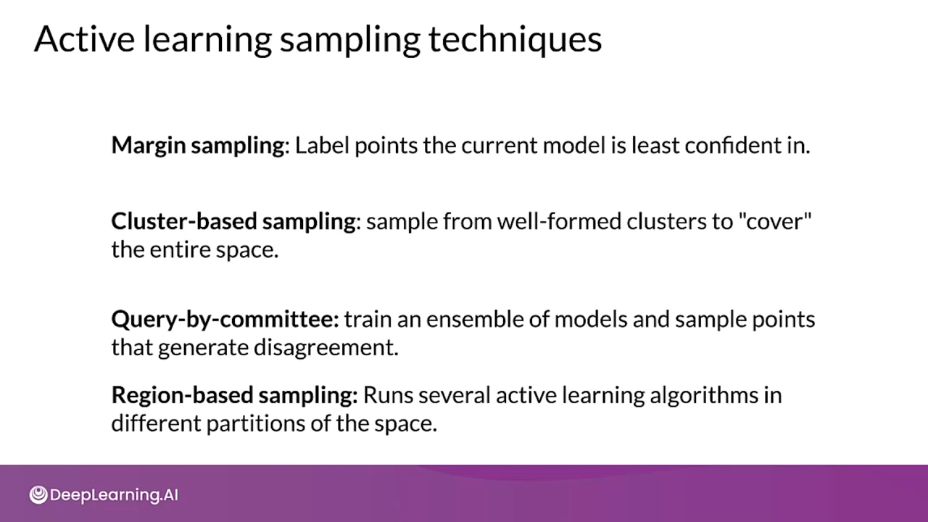 Active learning sampling techniques
Margin sampling: Label points the current model is least confident in.
Cluster-based sampling: sample from well-formed clusters to "cover"
the entire space.
Query-by-committee: train an ensemble of models and sample points
that generate disagreement.
Region-based sampling: Runs several active learning algorithms in
different partitions of the space.
DeepLearning.AI